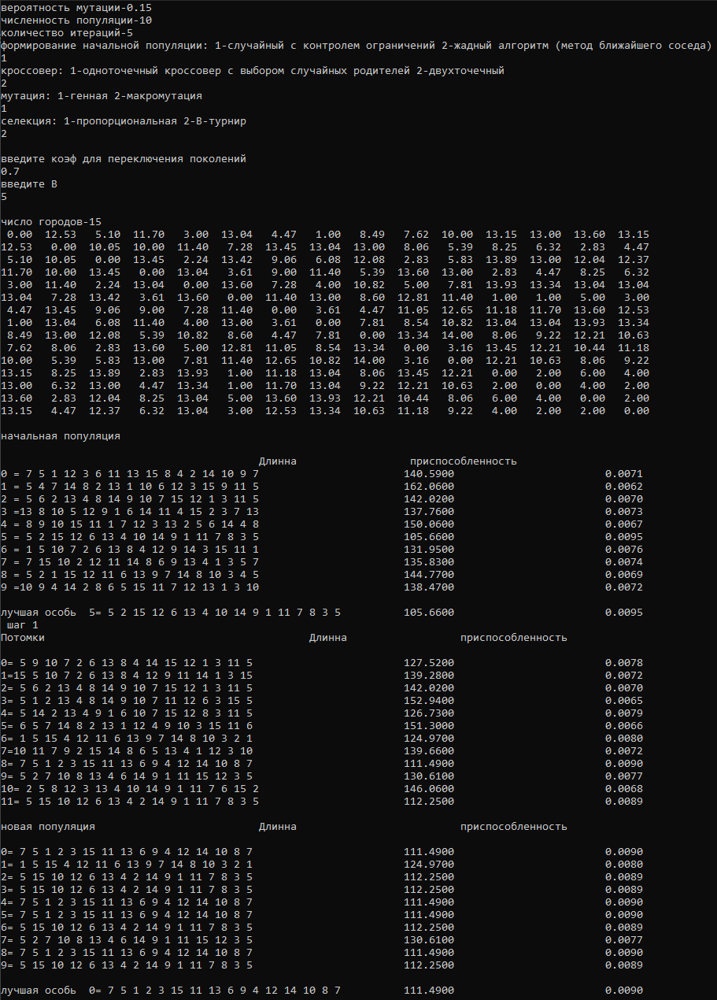 вероятность мутации-0.15
численность популяции-10
количество итераций-5
формирование начальной популяции: 1-случайный с контролем ограничений 2-жадный алгоритм (метод ближайшего соседа)
1
кроссовер: 1-одноточечный кроссовер с выбором случайных родителей 2-двухточечный
2
мутация: 1-генная 2-макромутация
1
селекция: 1-пропорциональная 2-В-турнир
2
введите коэф для переключения поколений
0.7
введите В
5
число городов-15
0.00 12.53 5.10 11.70 3.00 13.04 4.47 1.00 8.49 7.62 10.00 13.15 13.00 13.60 13.15
12.53 0.00 10.05 10.00 11.40 7.28 13.45 13.04 13.00 8.06 5.39 8.25 6.32 2.83 4.47
5.10 10.05 0.00 13.45 2.24 13.42 9.06 6.08 12.08 2.83 5.83 13.89 13.00 12.04 12.37
11.70 10.00 13.45 0.00 13.04 3.61 9.00 11.40 5.39 13.60 13.00 2.83 4.47 8.25 6.32
3.00 11.40 2.24 13.04 0.00 13.60 7.28 4.00 10.82 5.00 7.81 13.93 13.34 13.04 13.04
13.04 7.28 13.42 3.61 13.60 0.00 11.40 13.00 8.60 12.81 11.40 1.00 1.00 5.00 3.00
4.47 13.45 9.06 9.00 7.28 11.40 0.00 3.61 4.47 11.05 12.65 11.18 11.70 13.60 12.53
1.00 13.04 6.08 11.40 4.00 13.00 3.61 0.00 7.81 8.54 10.82 13.04 13.04 13.93 13.34
8.49 13.00 12.08 5.39 10.82 8.60 4.47 7.81 0.00 13.34 14.00 8.06 9.22 12.21 10.63
7.62 8.06 2.83 13.60 5.00 12.81 11.05 8.54 13.34 0.00 3.16 13.45 12.21 10.44 11.18
10.00 5.39 5.83 13.00 7.81 11.40 12.65 10.82 14.00 3.16 0.00 12.21 10.63 8.06 9.22
13.15 8.25 13.89 2.83 13.93 1.00 11.18 13.04 8.06 13.45 12.21 0.00 2.00 6.00 4.00
13.00 6.32 13.00 4.47 13.34 1.00 11.70 13.04 9.22 12.21 10.63 2.00 0.00 4.00 2.00
13.60 2.83 12.04 8.25 13.04 5.00 13.60 13.93 12.21 10.44 8.06 6.00 4.00 0.00 2.00
13.15 4.47 12.37 6.32 13.04 3.00 12.53 13.34 10.63 11.18 9.22 4.00 2.00 2.00 0.00
начальная популяция
Длинна приспособленность
0 = 7 5 1 12 3 6 11 13 15 8 4 2 14 10 9 7 140.5900 0.0071
1 = 5 4 7 14 8 2 13 1 10 6 12 3 15 9 11 5 162.0600 0.0062
2 = 5 6 2 13 4 8 14 9 10 7 15 12 1 3 11 5 142.0200 0.0070
3 =13 8 10 5 12 9 1 6 14 11 4 15 2 3 7 13 137.7600 0.0073
4 = 8 9 10 15 11 1 7 12 3 13 2 5 6 14 4 8 150.0600 0.0067
5 = 5 2 15 12 6 13 4 10 14 9 1 11 7 8 3 5 105.6600 0.0095
6 = 1 5 10 7 2 6 13 8 4 12 9 14 3 15 11 1 131.9500 0.0076
7 = 7 15 10 2 12 11 14 8 6 9 13 4 1 3 5 7 135.8300 0.0074
8 = 5 2 1 15 12 11 6 13 9 7 14 8 10 3 4 5 144.7700 0.0069
9 =10 9 4 14 2 8 6 5 15 11 7 12 13 1 3 10 138.4700 0.0072
лучшая особь 5= 5 2 15 12 6 13 4 10 14 9 1 11 7 8 3 5 105.6600 0.0095
шаг 1
Потомки Длинна приспособленность
0= 5 9 10 7 2 6 13 8 4 14 15 12 1 3 11 5 127.5200 0.0078
1=15 5 10 7 2 6 13 8 4 12 9 11 14 1 3 15 139.2800 0.0072
2= 5 6 2 13 4 8 14 9 10 7 15 12 1 3 11 5 142.0200 0.0070
3= 5 1 2 13 4 8 14 9 10 7 11 12 6 3 15 5 152.9400 0.0065
4= 5 14 2 13 4 9 1 6 10 7 15 12 8 3 11 5 126.7300 0.0079
5= 6 5 7 14 8 2 13 1 12 4 9 10 3 15 11 6 151.3000 0.0066
6= 1 5 15 4 12 11 6 13 9 7 14 8 10 3 2 1 124.9700 0.0080
7=10 11 7 9 2 15 14 8 6 5 13 4 1 12 3 10 139.6600 0.0072
8= 7 5 1 2 3 15 11 13 6 9 4 12 14 10 8 7 111.4900 0.0090
9= 5 2 7 10 8 13 4 6 14 9 1 11 15 12 3 5 130.6100 0.0077
10= 2 5 8 12 3 13 4 10 14 9 1 11 7 6 15 2 146.0600 0.0068
11= 5 15 10 12 6 13 4 2 14 9 1 11 7 8 3 5 112.2500 0.0089
новая популяция Длинна приспособленность
0= 7 5 1 2 3 15 11 13 6 9 4 12 14 10 8 7 111.4900 0.0090
1= 1 5 15 4 12 11 6 13 9 7 14 8 10 3 2 1 124.9700 0.0080
2= 5 15 10 12 6 13 4 2 14 9 1 11 7 8 3 5 112.2500 0.0089
3= 5 15 10 12 6 13 4 2 14 9 1 11 7 8 3 5 112.2500 0.0089
4= 7 5 1 2 3 15 11 13 6 9 4 12 14 10 8 7 111.4900 0.0090
5= 7 5 1 2 3 15 11 13 6 9 4 12 14 10 8 7 111.4900 0.0090
6= 5 15 10 12 6 13 4 2 14 9 1 11 7 8 3 5 112.2500 0.0089
7= 5 2 7 10 8 13 4 6 14 9 1 11 15 12 3 5 130.6100 0.0077
8= 7 5 1 2 3 15 11 13 6 9 4 12 14 10 8 7 111.4900 0.0090
9= 5 15 10 12 6 13 4 2 14 9 1 11 7 8 3 5 112.2500 0.0089
лучшая особь 0= 7 5 1 2 3 15 11 13 6 9 4 12 14 10 8 7 111.4900 0.0090